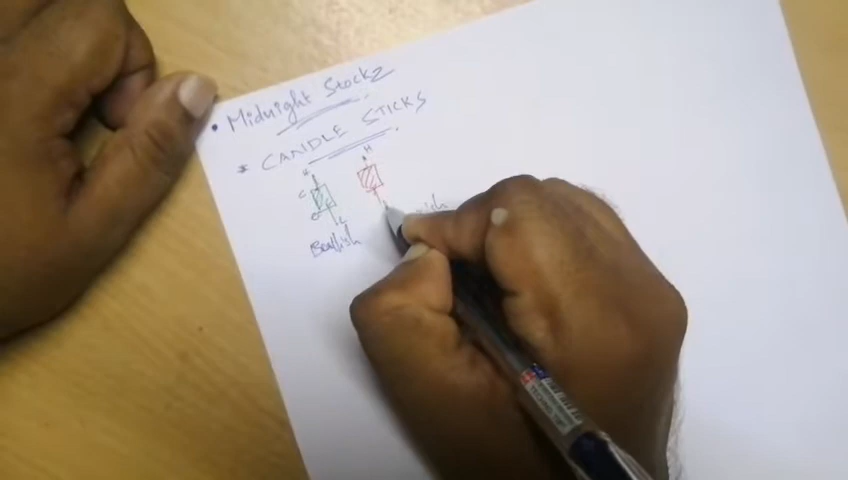 • Midnight Stockz
* CANDLE STICKS
H H
C
O L
Bullish